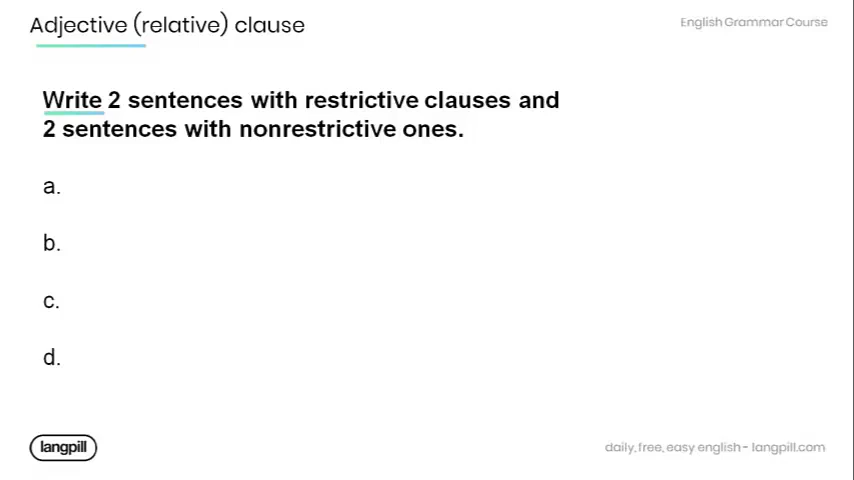 Adjective (relative) clause
English Grammar Course
Write 2 sentences with restrictive clauses and
2 sentences with nonrestrictive ones.
a.
b.
c.
d.
langpill
daily, free, easy english - langpill.com